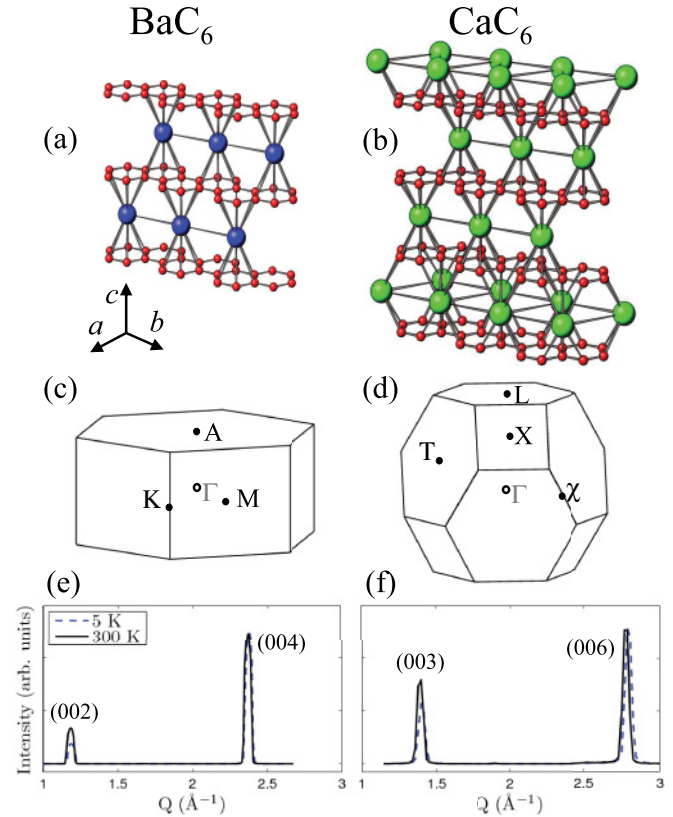 BaC₆ CaC₆
(a) (b)
c
a b
(c) (d)
A L
X
T
K Γ M Γ χ
(e) (f)
Intensity (arb. units)
5 K
300 K
(002)
(004)
(003)
(006)
1 1.5 2 2.5 3 1.5 2 2.5 3
Q (Å⁻¹) Q (Å⁻¹)